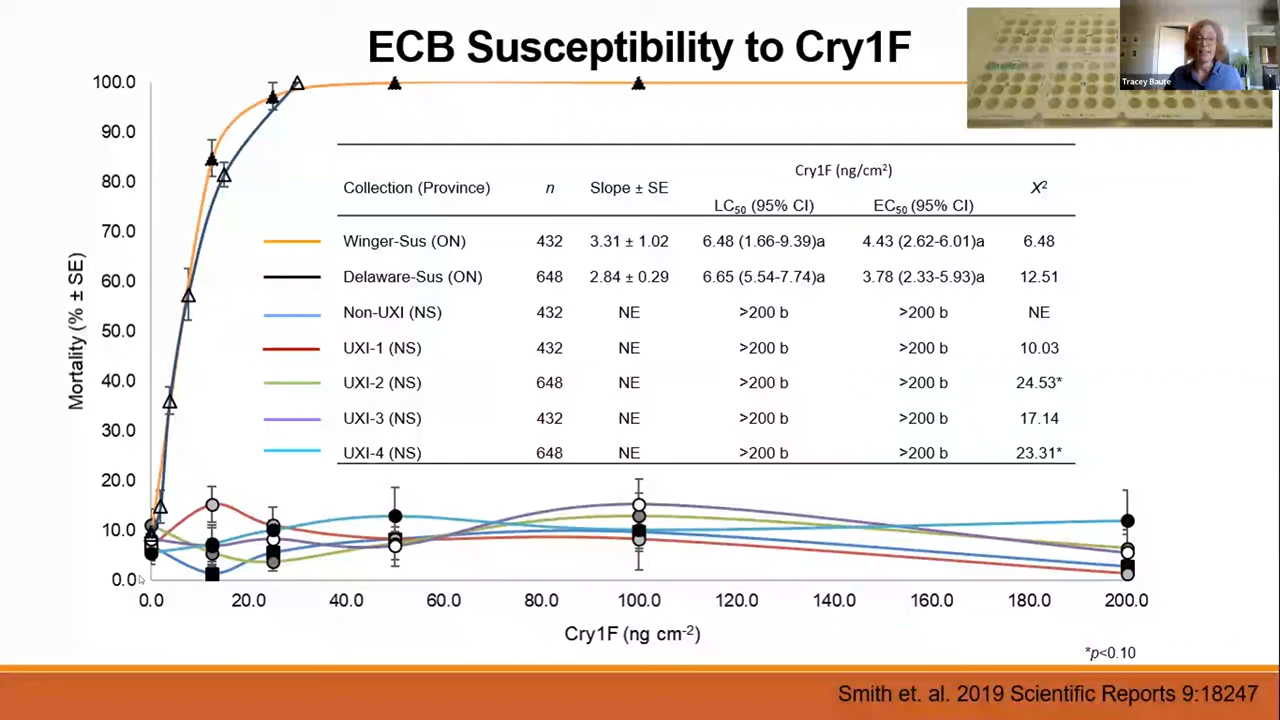 ECB Susceptibility to Cry1F
Tracey Baute
Mortality (% ± SE)
100.0
90.0
80.0
70.0
60.0
50.0
40.0
30.0
20.0
10.0
0.0
Collection (Province) n Slope ± SE Cry1F (ng/cm²) X²
LC₅₀ (95% CI) EC₅₀ (95% CI)
Winger-Sus (ON) 432 3.31 ± 1.02 6.48 (1.66-9.39)a 4.43 (2.62-6.01)a 6.48
Delaware-Sus (ON) 648 2.84 ± 0.29 6.65 (5.54-7.74)a 3.78 (2.33-5.93)a 12.51
Non-UXI (NS) 432 NE >200 b >200 b NE
UXI-1 (NS) 432 NE >200 b >200 b 10.03
UXI-2 (NS) 648 NE >200 b >200 b 24.53*
UXI-3 (NS) 432 NE >200 b >200 b 17.14
UXI-4 (NS) 648 NE >200 b >200 b 23.31*
0.0 20.0 40.0 60.0 80.0 100.0 120.0 140.0 160.0 180.0 200.0
Cry1F (ng cm⁻²)
*p<0.10
Smith et. al. 2019 Scientific Reports 9:18247